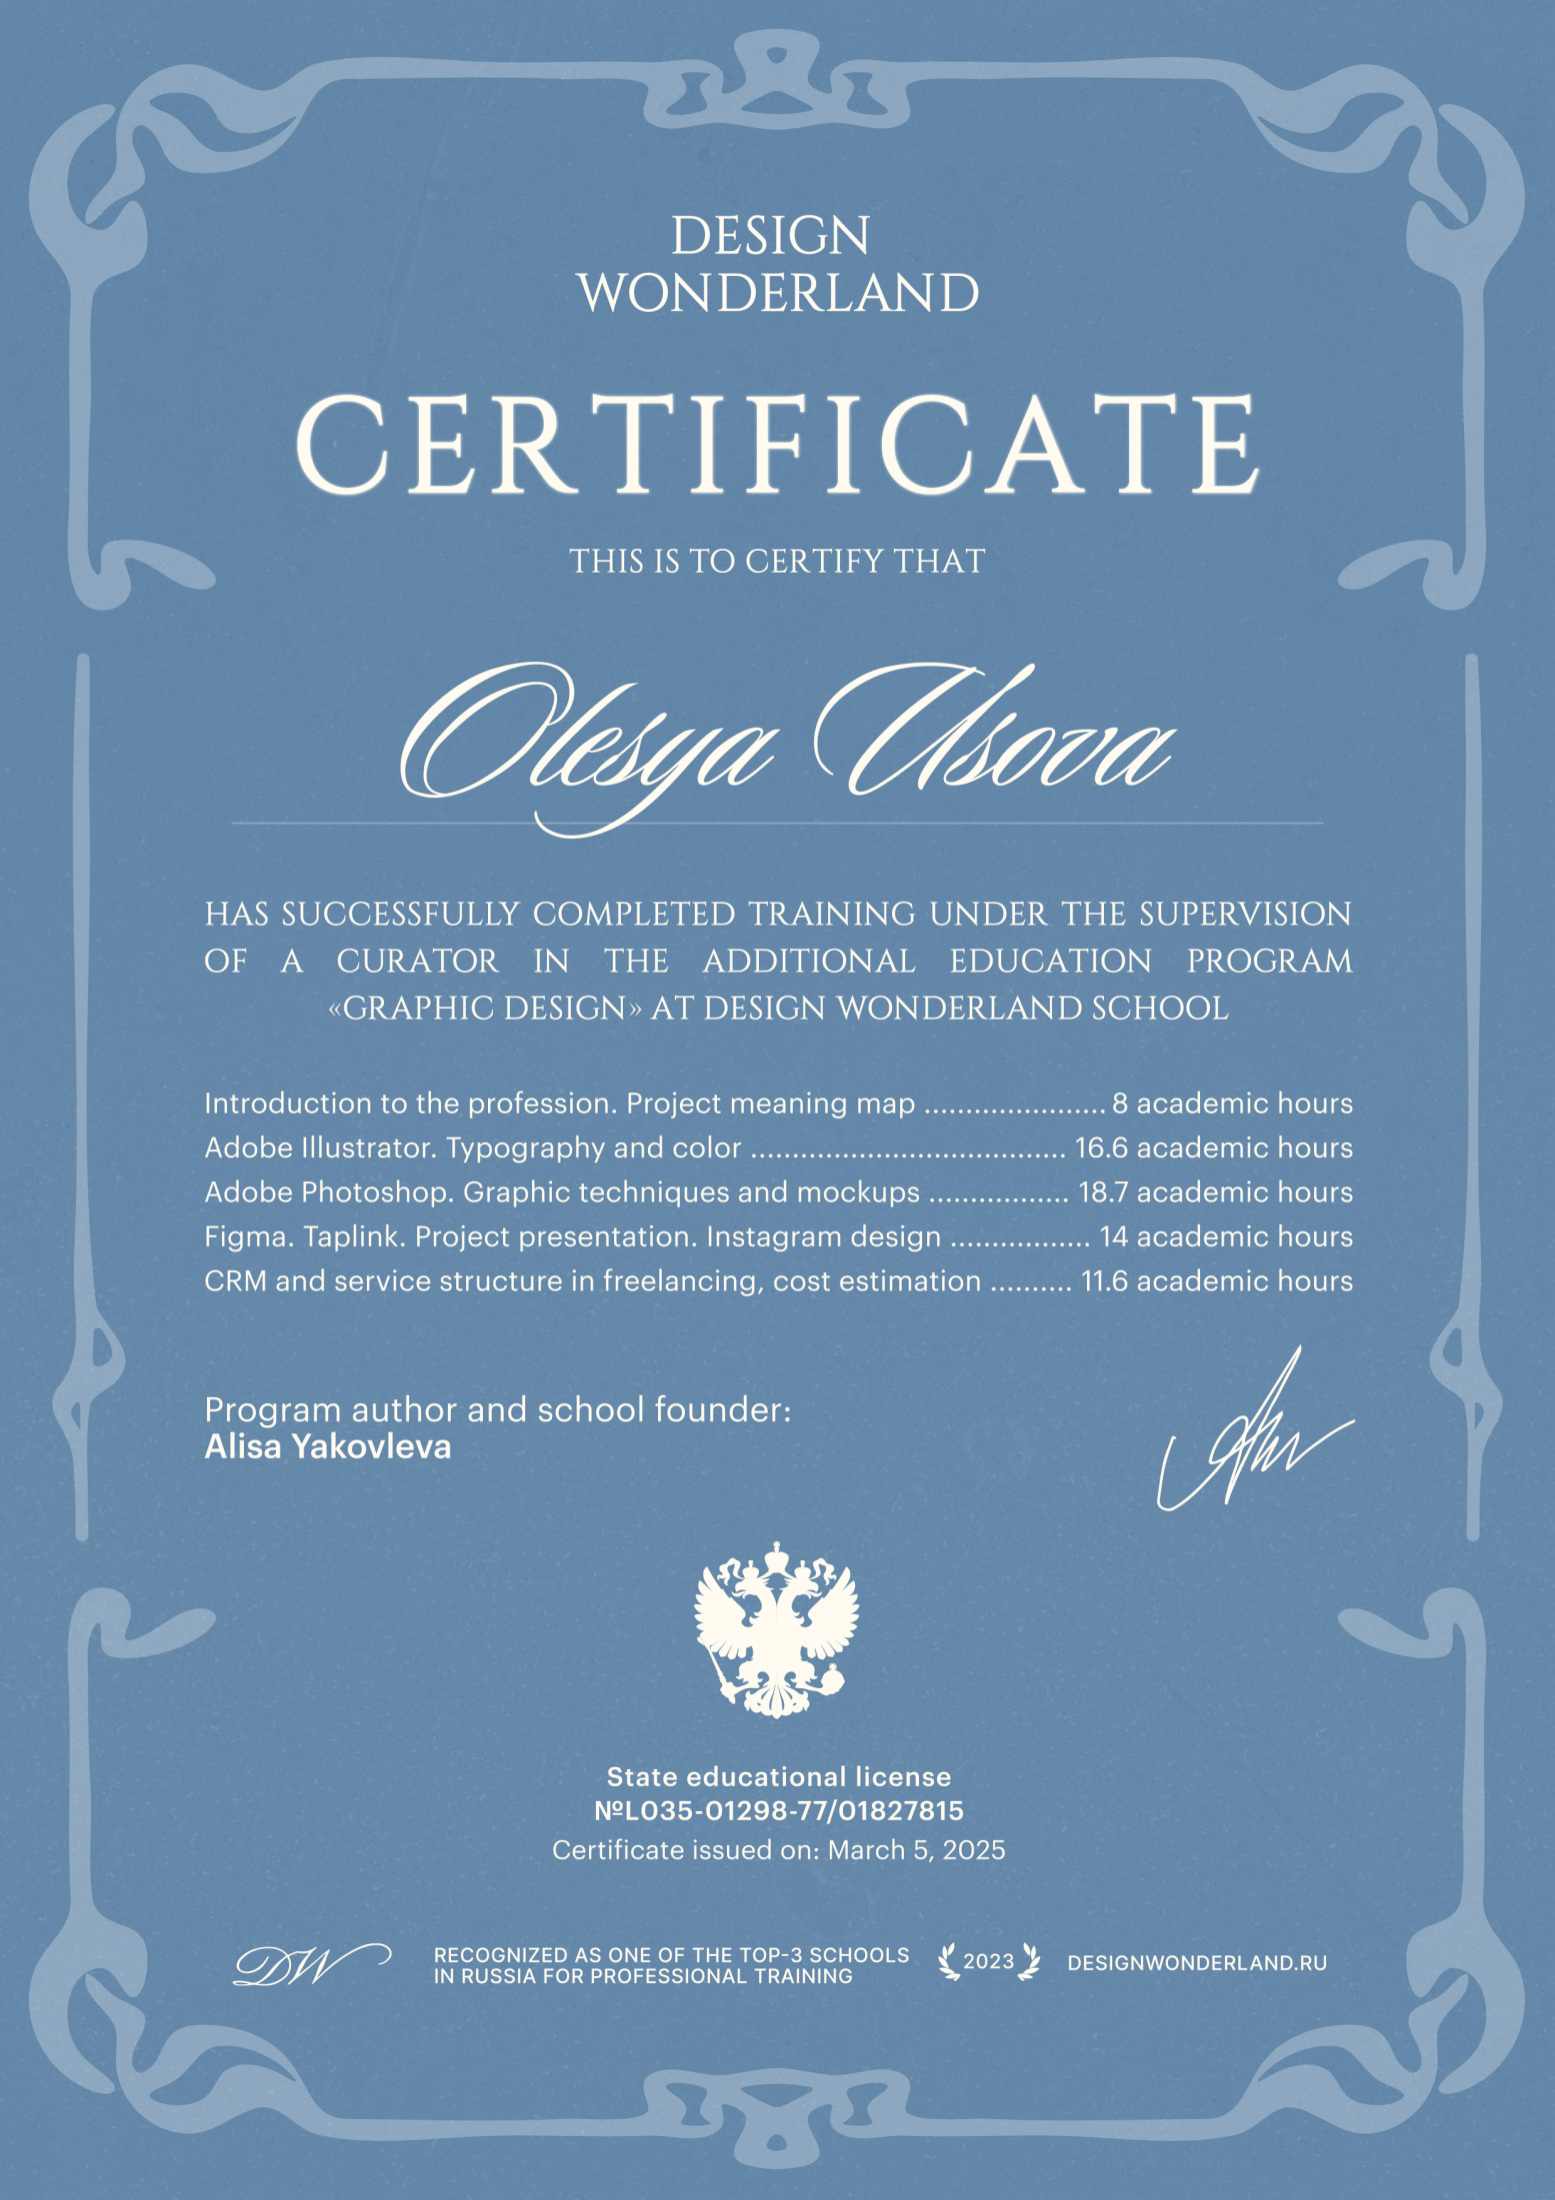 DESIGN
WONDERLAND
CERTIFICATE
THIS IS TO CERTIFY THAT
Olesya Usova
HAS SUCCESSFULLY COMPLETED TRAINING UNDER THE SUPERVISION
OF A CURATOR IN THE ADDITIONAL EDUCATION PROGRAM
«GRAPHIC DESIGN» AT DESIGN WONDERLAND SCHOOL
Introduction to the profession. Project meaning map ...................... 8 academic hours
Adobe Illustrator. Typography and color ...................................... 16.6 academic hours
Adobe Photoshop. Graphic techniques and mockups ................. 18.7 academic hours
Figma. Taplink. Project presentation. Instagram design ................. 14 academic hours
CRM and service structure in freelancing, cost estimation .......... 11.6 academic hours
Program author and school founder:
Alisa Yakovleva
State educational license
№L035-01298-77/01827815
Certificate issued on: March 5, 2025
DW
RECOGNIZED AS ONE OF THE TOP-3 SCHOOLS
IN RUSSIA FOR PROFESSIONAL TRAINING
2023
DESIGNWONDERLAND.RU